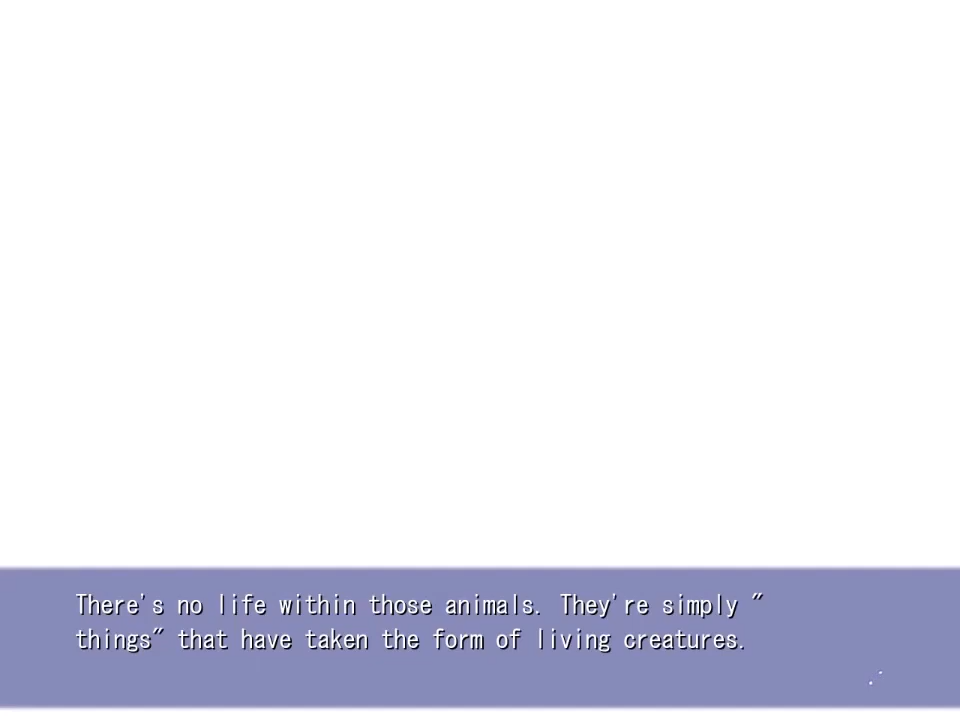 There's no life within those animals. They're simply "
things" that have taken the form of living creatures.